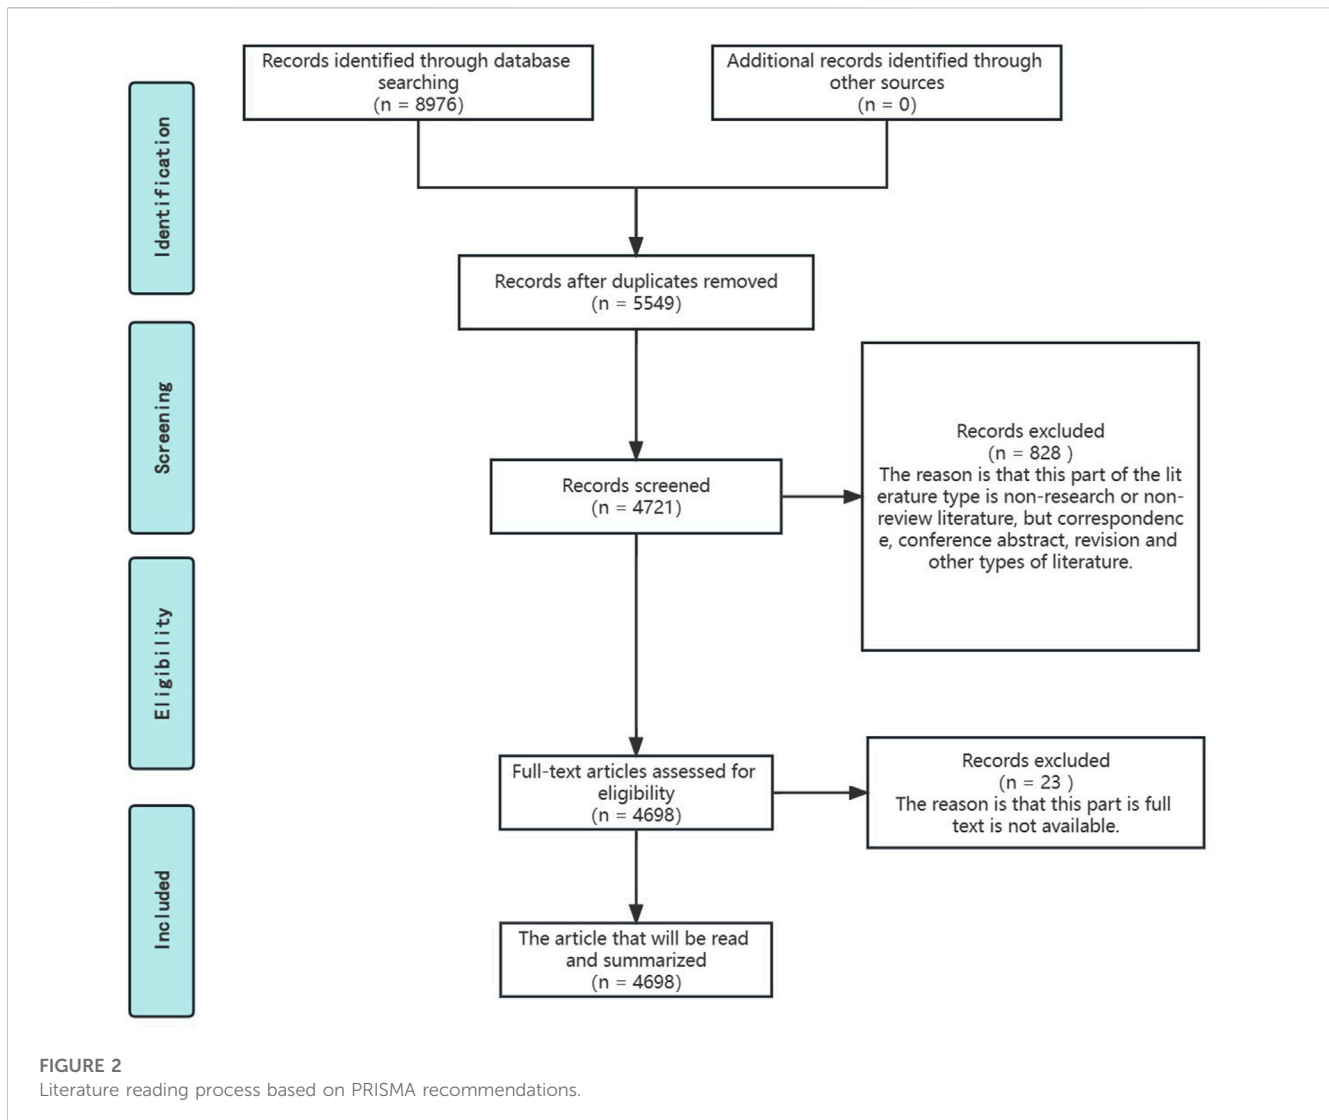 Records identified through database
searching
(n = 8976)
Additional records identified through
other sources
(n = 0)
Identification
Records after duplicates removed
(n = 5549)
Screening
Records screened
(n = 4721)
Records excluded
(n = 828 )
The reason is that this part of the lit
erature type is non-research or non-
review literature, but correspondenc
e, conference abstract, revision and
other types of literature.
Eligibility
Full-text articles assessed for
eligibility
(n = 4698)
Records excluded
(n = 23 )
The reason is that this part is full
text is not available.
Included
The article that will be read
and summarized
(n = 4698)
FIGURE 2
Literature reading process based on PRISMA recommendations.